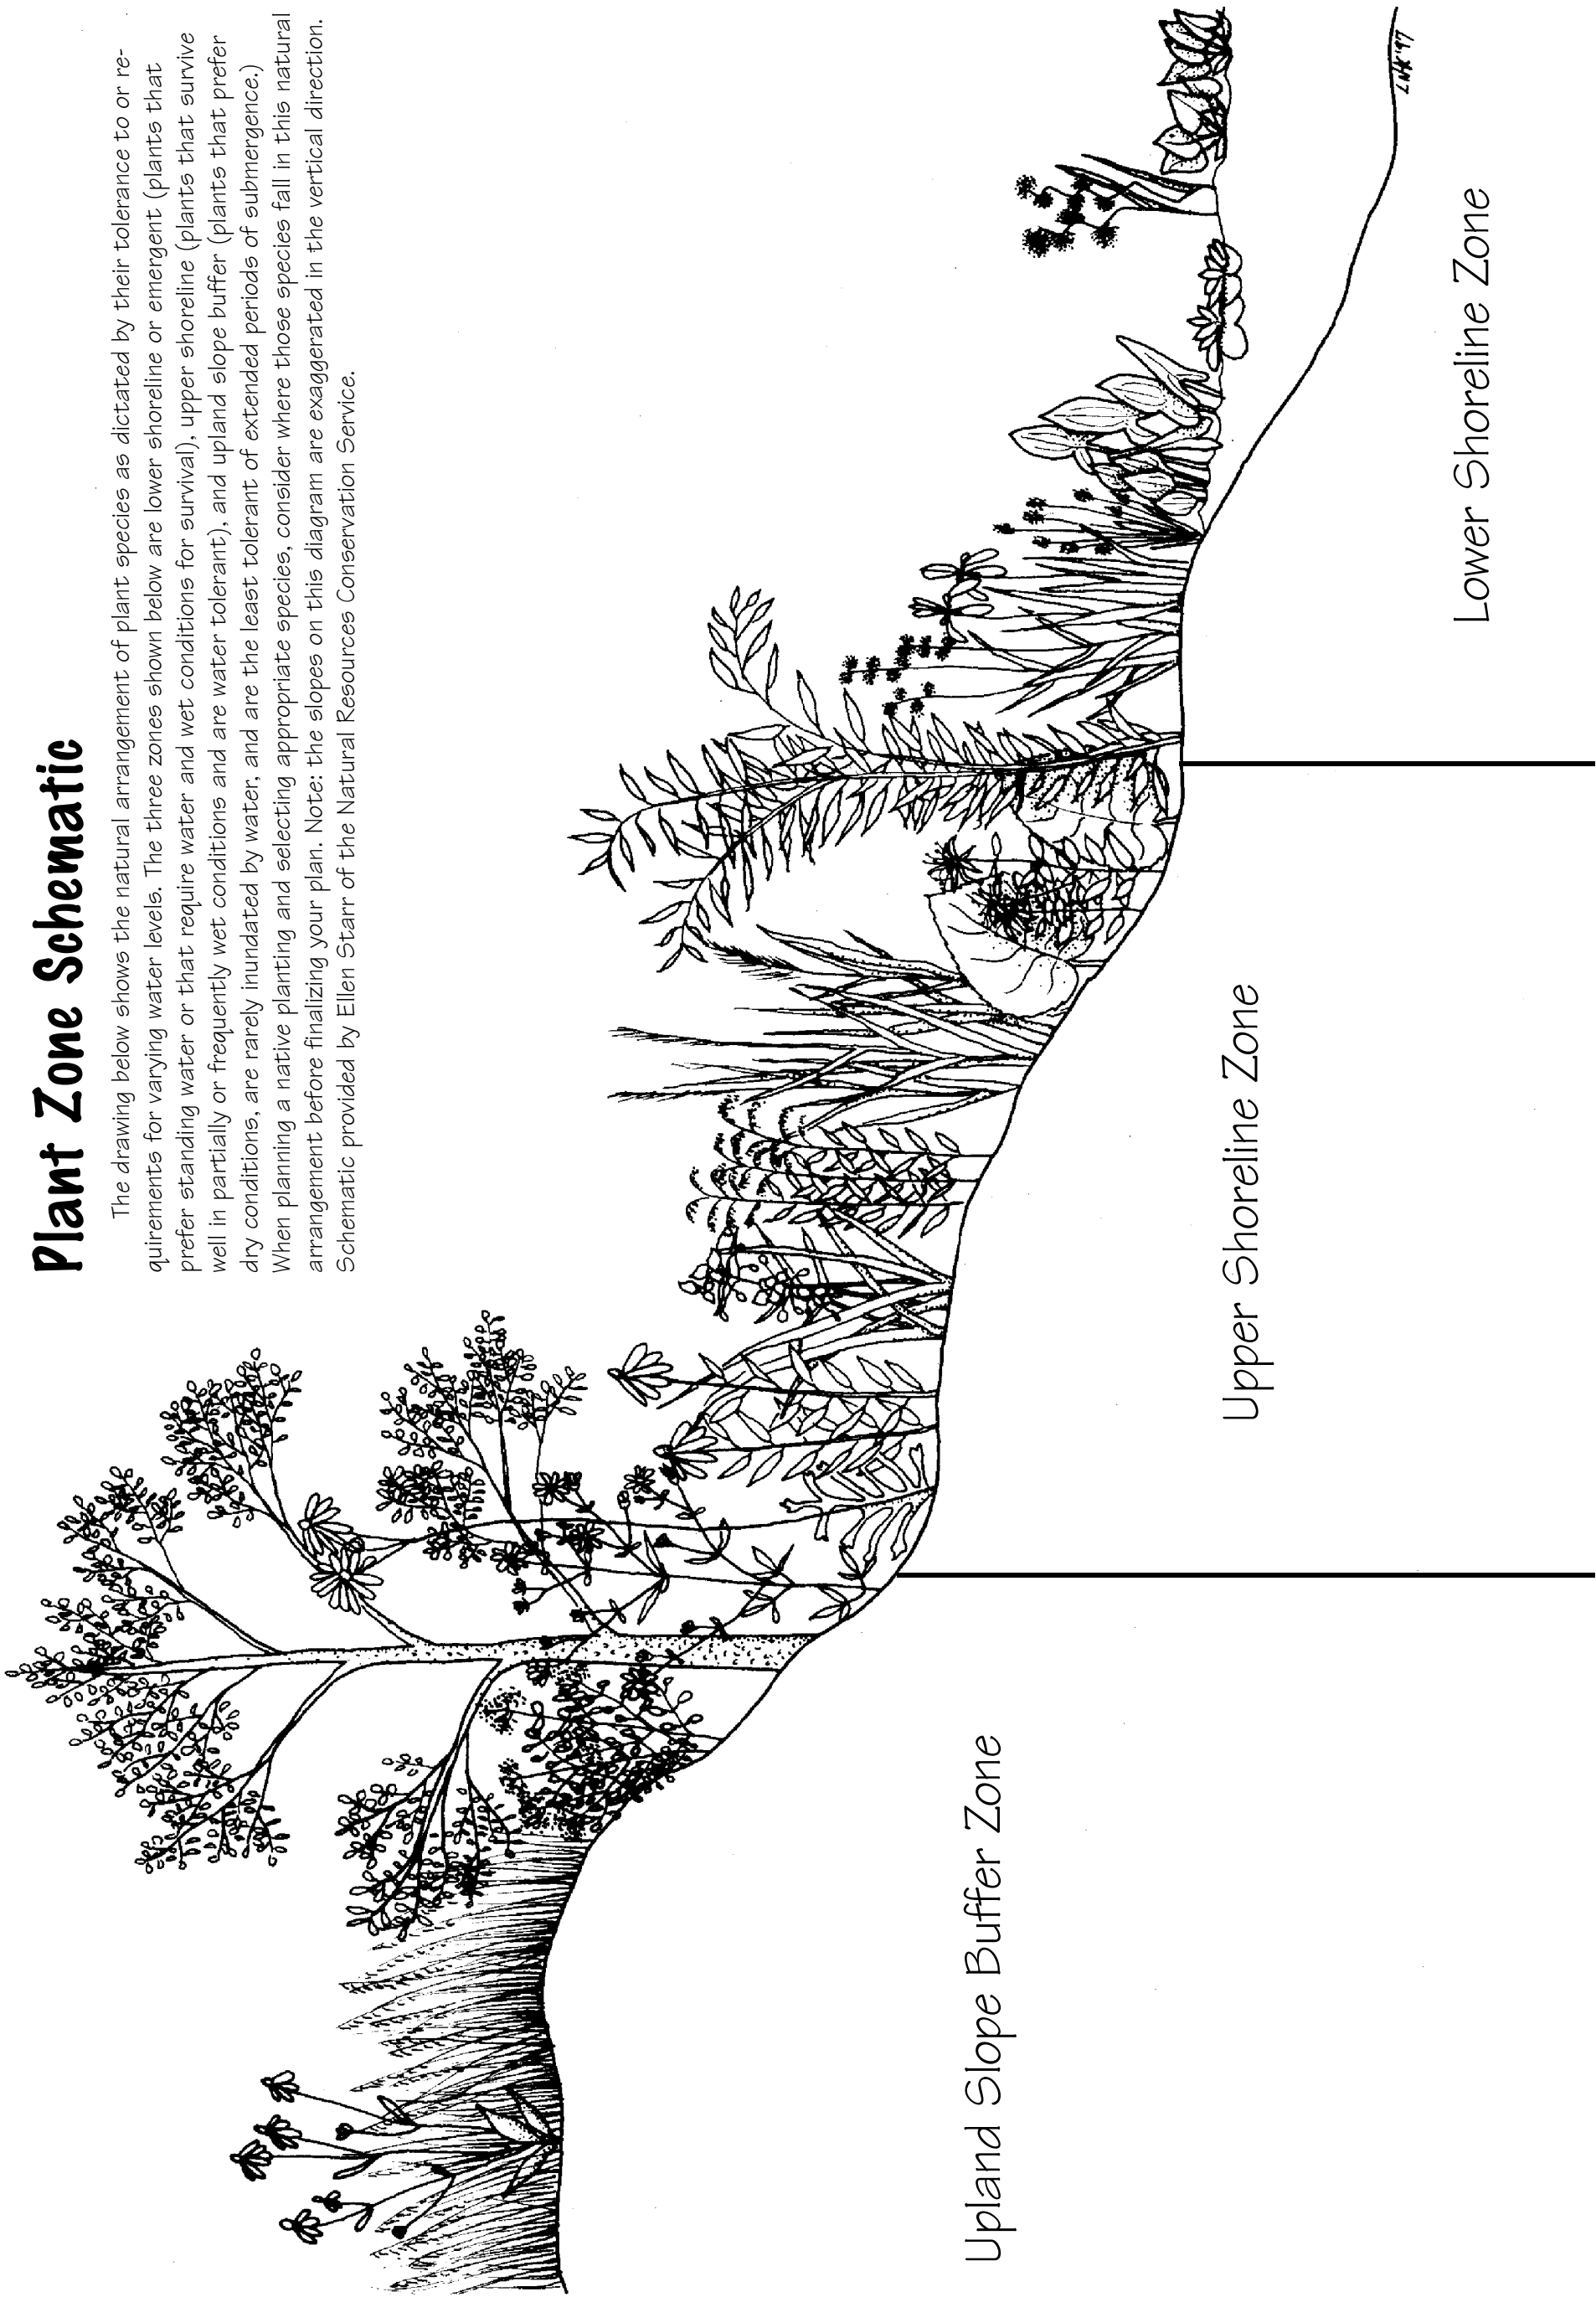 Plant Zone Schematic
The drawing below shows the natural arrangement of plant species as dictated by their tolerance to or re-
quirements for varying water levels. The three zones shown below are lower shoreline or emergent (plants that
prefer standing water or that require water and wet conditions for survival), upper shoreline (plants that survive
well in partially or frequently wet conditions and are water tolerant), and upland slope buffer (plants that prefer
dry conditions, are rarely inundated by water, and are the least tolerant of extended periods of submergence.)
When planning a native planting and selecting appropriate species, consider where those species fall in this natural
arrangement before finalizing your plan. Note: the slopes on this diagram are exaggerated in the vertical direction.
Schematic provided by Ellen Starr of the Natural Resources Conservation Service.
Upland Slope Buffer Zone
Upper Shoreline Zone
Lower Shoreline Zone